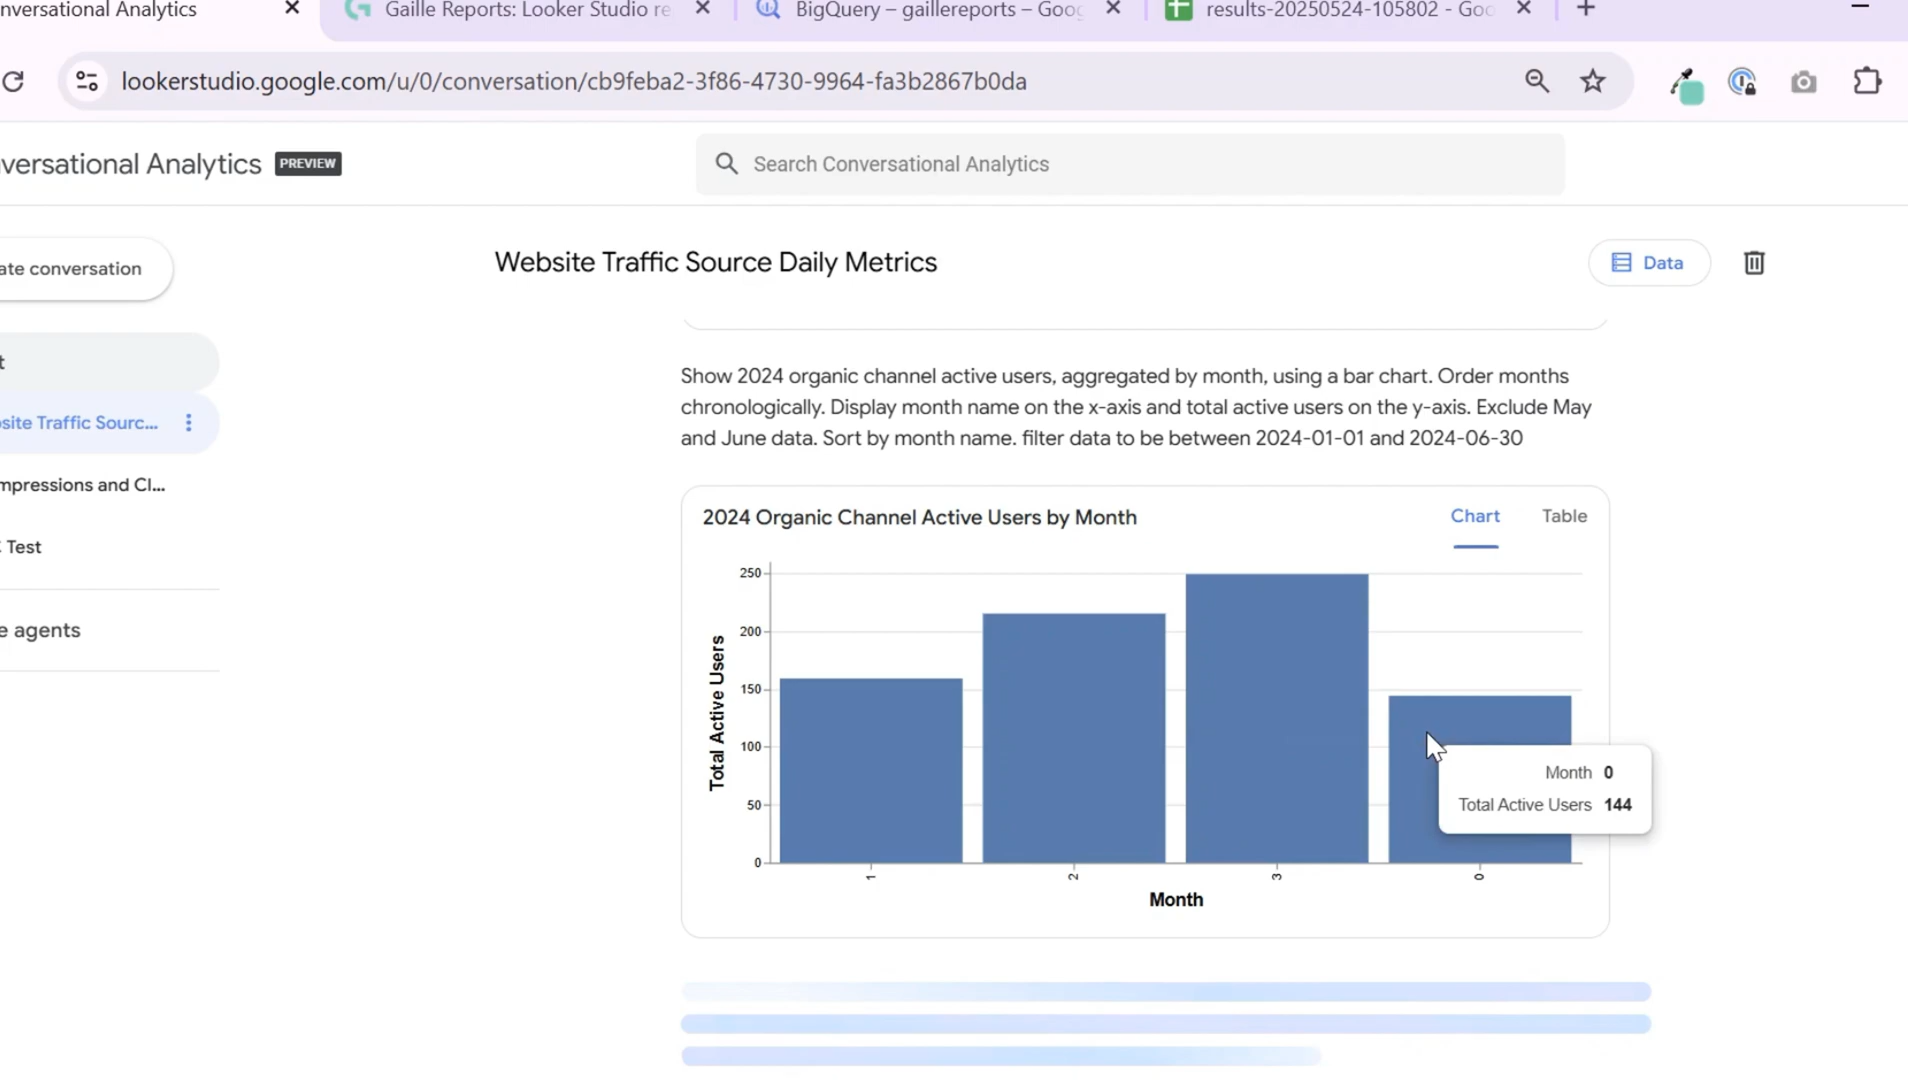 nversational Analytics
Gaille Reports: Looker Studio re
BigQuery – gaillereports – Goog
results-20250524-105802 - Goo
lookerstudio.google.com/u/0/conversation/cb9feba2-3f86-4730-9964-fa3b2867b0da
versational Analytics
PREVIEW
Search Conversational Analytics
ate conversation
Website Traffic Source Daily Metrics
Data
t
site Traffic Sourc...
mpressions and Cl...
Test
e agents
Show 2024 organic channel active users, aggregated by month, using a bar chart. Order months
chronologically. Display month name on the x-axis and total active users on the y-axis. Exclude May
and June data. Sort by month name. filter data to be between 2024-01-01 and 2024-06-30
2024 Organic Channel Active Users by Month
Chart
Table
Total Active Users
250
200
150
100
50
0
1
2
3
0
Month
Month 0
Total Active Users 144